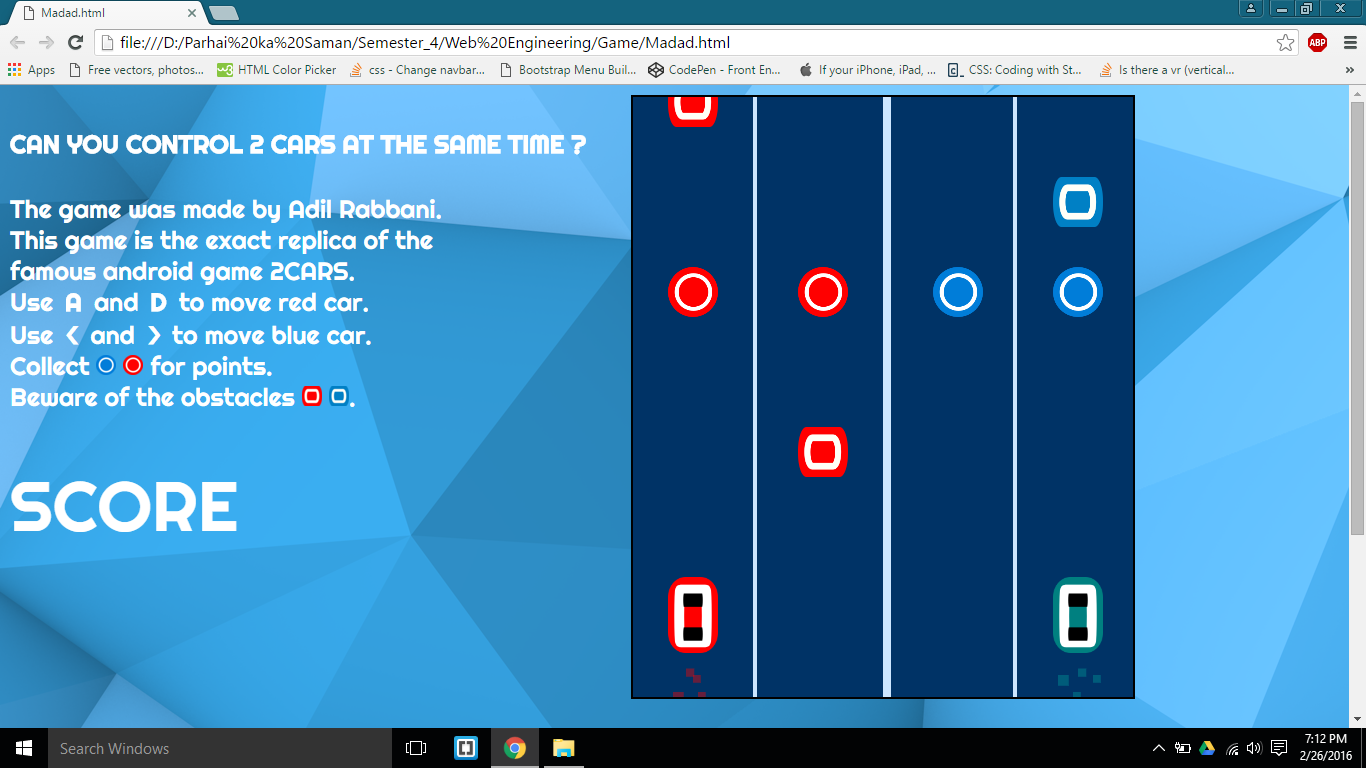 Madad.html
file:///D:/Parhai%20ka%20Saman/Semester_4/Web%20Engineering/Game/Madad.html
ABP
Apps Free vectors, photos... HTML Color Picker css - Change navbar... Bootstrap Menu Buil... CodePen - Front En... If your iPhone, iPad, ... CSS: Coding with St... Is there a vr (vertical... »
CAN YOU CONTROL 2 CARS AT THE SAME TIME ?
The game was made by Adil Rabbani.
This game is the exact replica of the
famous android game 2CARS.
Use A and D to move red car.
Use < and > to move blue car.
Collect for points.
Beware of the obstacles .
SCORE
Search Windows
7:12 PM
2/26/2016